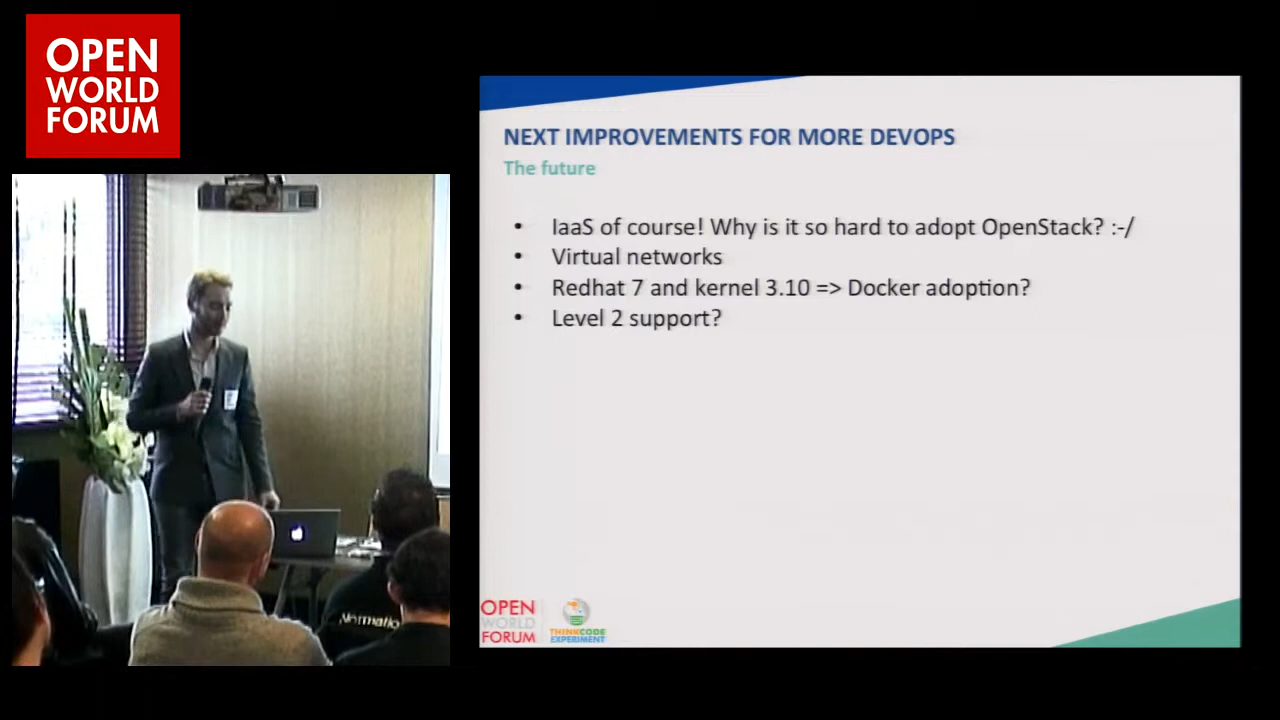 OPEN
WORLD
FORUM
NEXT IMPROVEMENTS FOR MORE DEVOPS
The future
• IaaS of course! Why is it so hard to adopt OpenStack? :-/
• Virtual networks
• Redhat 7 and kernel 3.10 => Docker adoption?
• Level 2 support?
OPEN
WORLD
FORUM
THINKCODE
EXPERIMENT